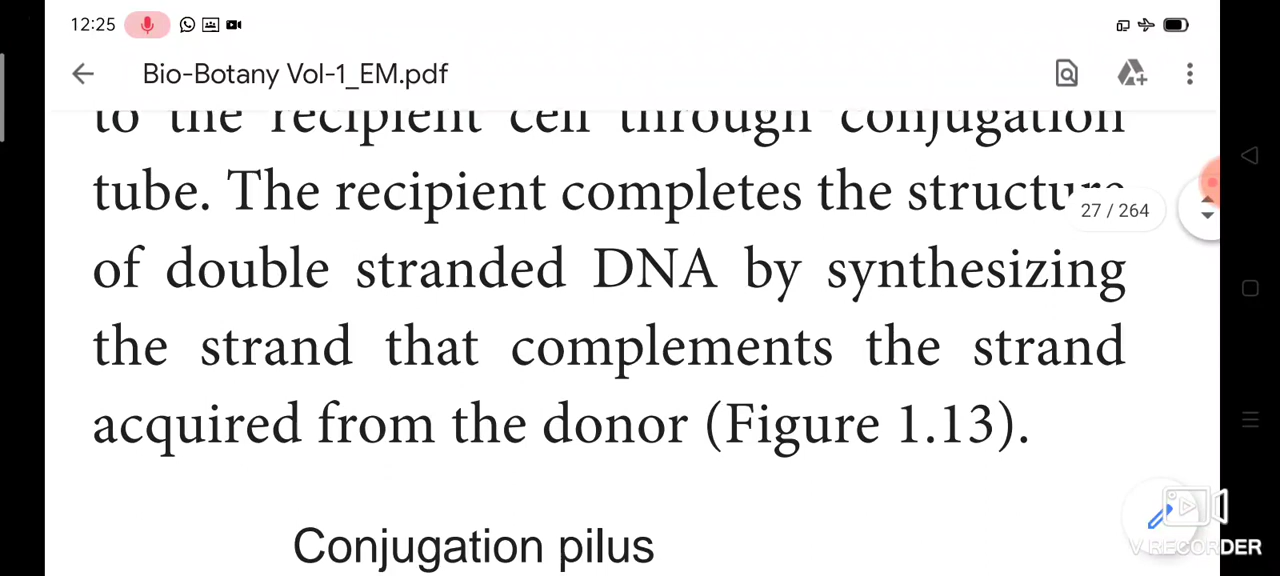 12:25
Bio-Botany Vol-1_EM.pdf
to the recipient cell through conjugation
tube. The recipient completes the structure
27 / 264
of double stranded DNA by synthesizing
the strand that complements the strand
acquired from the donor (Figure 1.13).
Conjugation pilus
V RECORDER